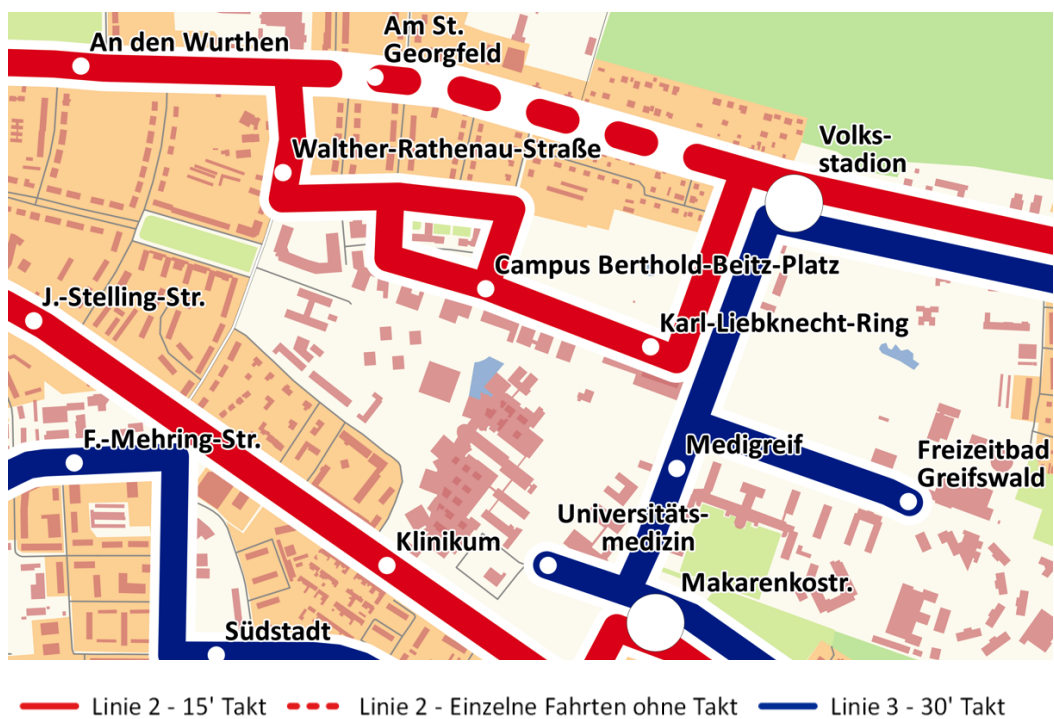 An den Wurthen
Am St.
Georgfeld
Volks-
stadion
Walther-Rathenau-Straße
Campus Berthold-Beitz-Platz
J.-Stelling-Str.
Karl-Liebknecht-Ring
F.-Mehring-Str.
Medigreif
Freizeitbad
Greifswald
Universitäts-
medizin
Klinikum
Makarenkostr.
Südstadt
Linie 2 - 15' Takt
Linie 2 - Einzelne Fahrten ohne Takt
Linie 3 - 30' Takt